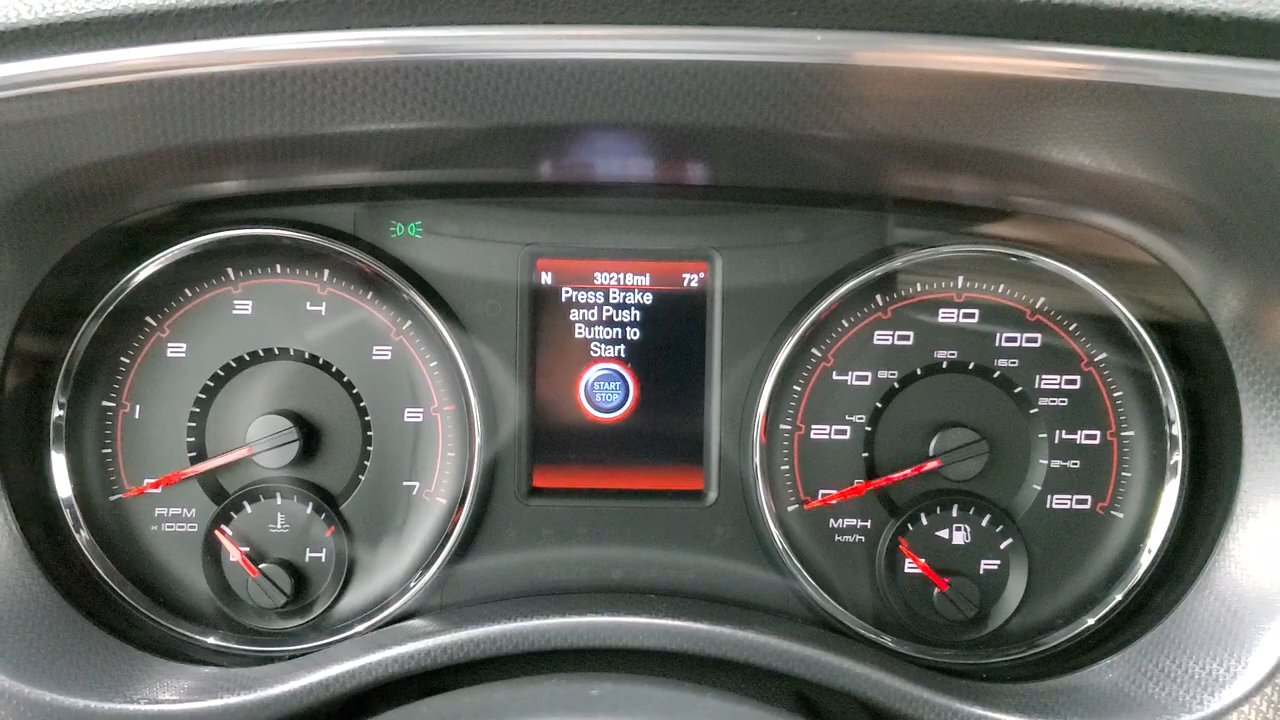 N 30218mi 72°
Press Brake
and Push
Button to
Start
START
STOP
1
2
3
4
5
6
7
RPM
x 1000
H
0
20
40
60
80
100
120
140
160
40
80
120
160
200
240
MPH
km/h
E
F